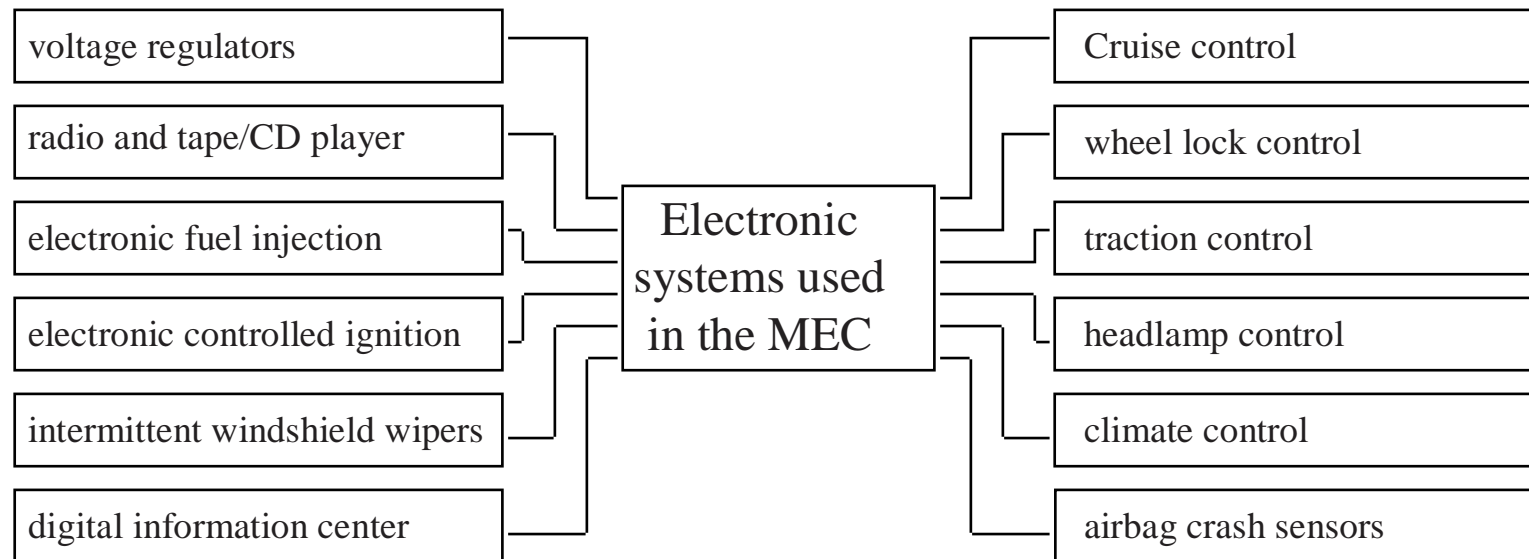 voltage regulators
radio and tape/CD player
electronic fuel injection
electronic controlled ignition
intermittent windshield wipers
digital information center
Electronic
systems used
in the MEC
Cruise control
wheel lock control
traction control
headlamp control
climate control
airbag crash sensors